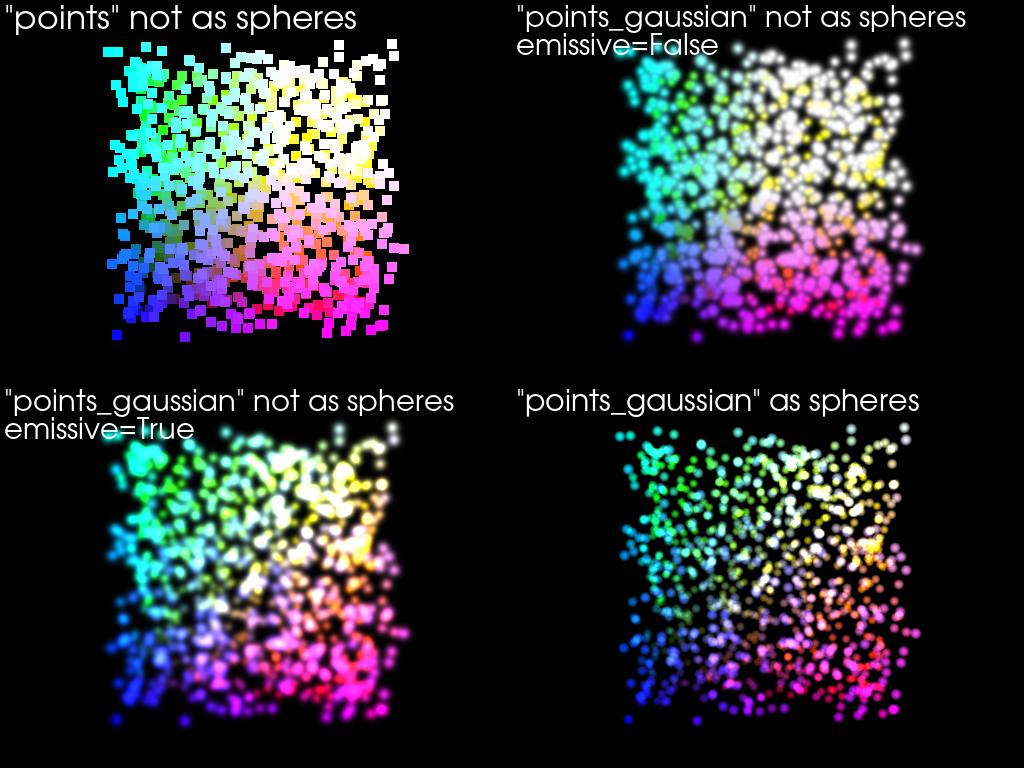 "points" not as spheres
"points_gaussian" not as spheres
emissive=False
"points_gaussian" not as spheres
emissive=True
"points_gaussian" as spheres